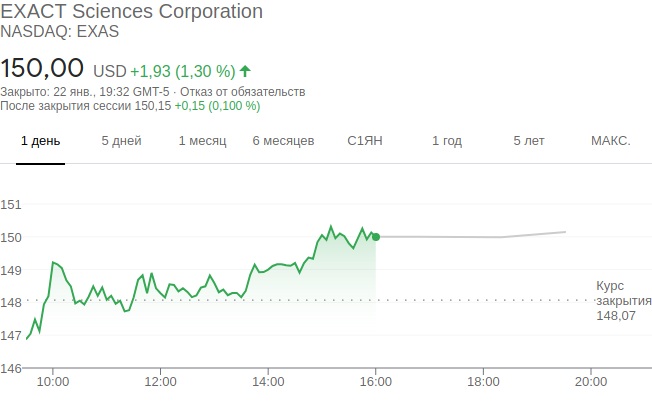 EXACT Sciences Corporation
NASDAQ: EXAS
150,00 USD +1,93 (1,30 %)
Закрыто: 22 янв., 19:32 GMT-5 · Отказ от обязательств
После закрытия сессии 150,15 +0,15 (0,100 %)
1 день 5 дней 1 месяц 6 месяцев С1ЯН 1 год 5 лет МАКС.
151
150
149
148
147
146
Курс
закрытия
148,07
10:00 12:00 14:00 16:00 18:00 20:00